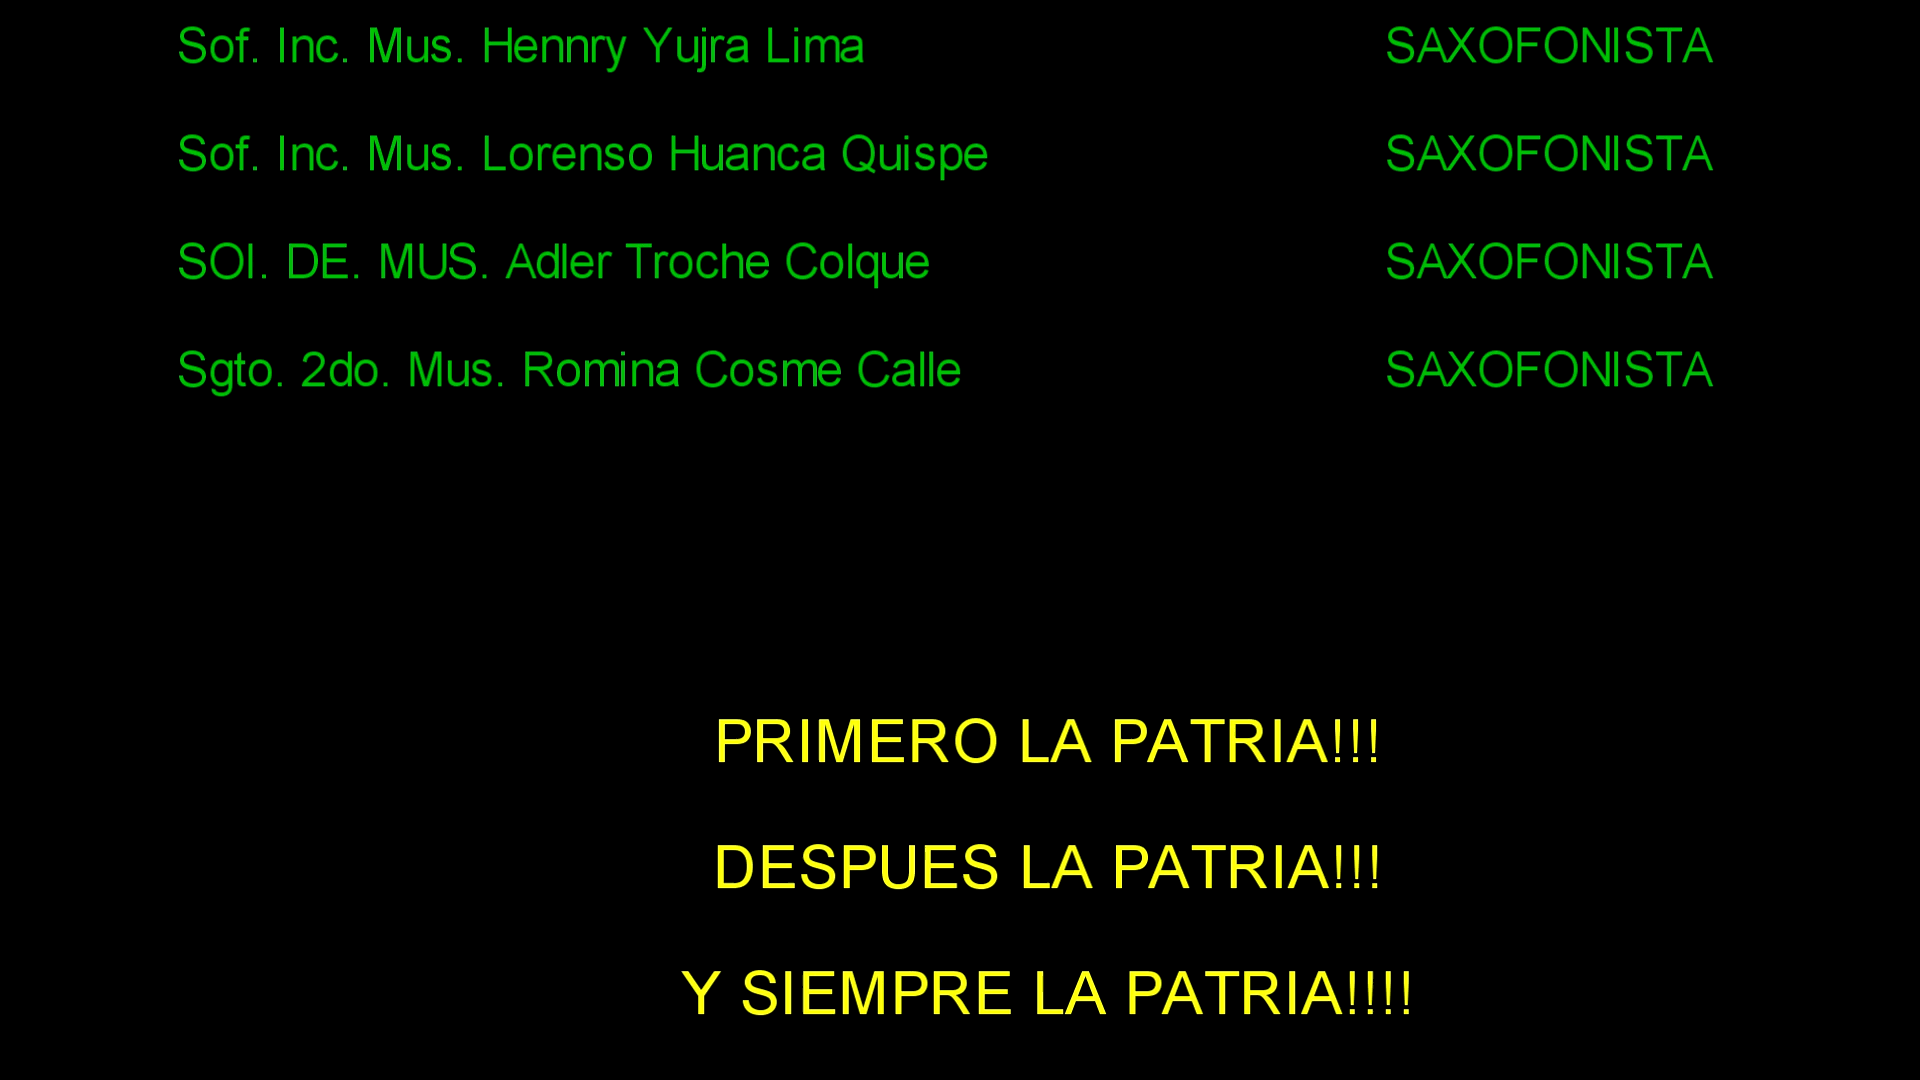 Sof. Inc. Mus. Hennry Yujra Lima SAXOFONISTA
Sof. Inc. Mus. Lorenso Huanca Quispe SAXOFONISTA
SOl. DE. MUS. Adler Troche Colque SAXOFONISTA
Sgto. 2do. Mus. Romina Cosme Calle SAXOFONISTA
PRIMERO LA PATRIA!!!
DESPUES LA PATRIA!!!
Y SIEMPRE LA PATRIA!!!!